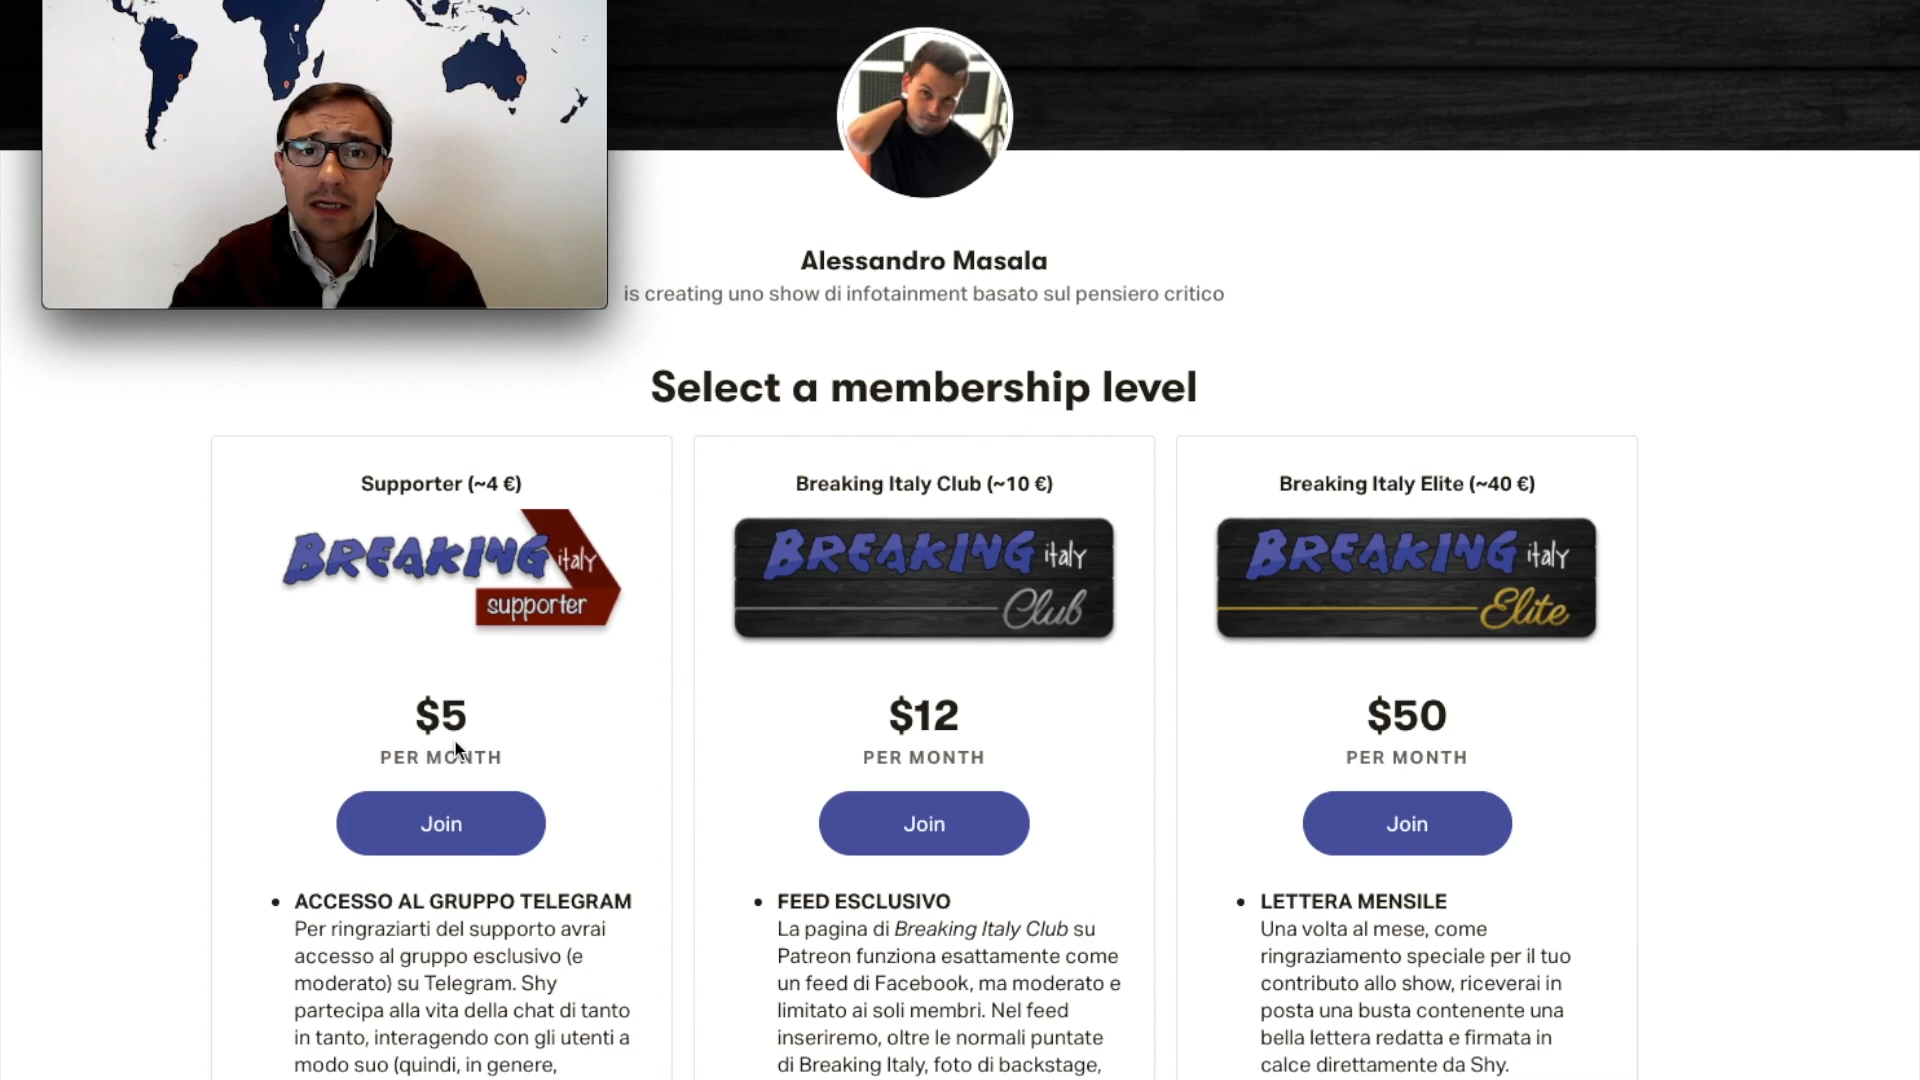 Alessandro Masala
is creating uno show di infotainment basato sul pensiero critico
Select a membership level
Supporter (~4 €)
BREAKING italy
supporter
$5
PER MONTH
Join
• ACCESSO AL GRUPPO TELEGRAM
Per ringraziarti del supporto avrai
accesso al gruppo esclusivo (e
moderato) su Telegram. Shy
partecipa alla vita della chat di tanto
in tanto, interagendo con gli utenti a
modo suo (quindi, in genere,
Breaking Italy Club (~10 €)
BREAKING italy
Club
$12
PER MONTH
Join
• FEED ESCLUSIVO
La pagina di Breaking Italy Club su
Patreon funziona esattamente come
un feed di Facebook, ma moderato e
limitato ai soli membri. Nel feed
inseriremo, oltre le normali puntate
di Breaking Italy, foto di backstage,
Breaking Italy Elite (~40 €)
BREAKING italy
Elite
$50
PER MONTH
Join
• LETTERA MENSILE
Una volta al mese, come
ringraziamento speciale per il tuo
contributo allo show, riceverai in
posta una busta contenente una
bella lettera redatta e firmata in
calce direttamente da Shy.